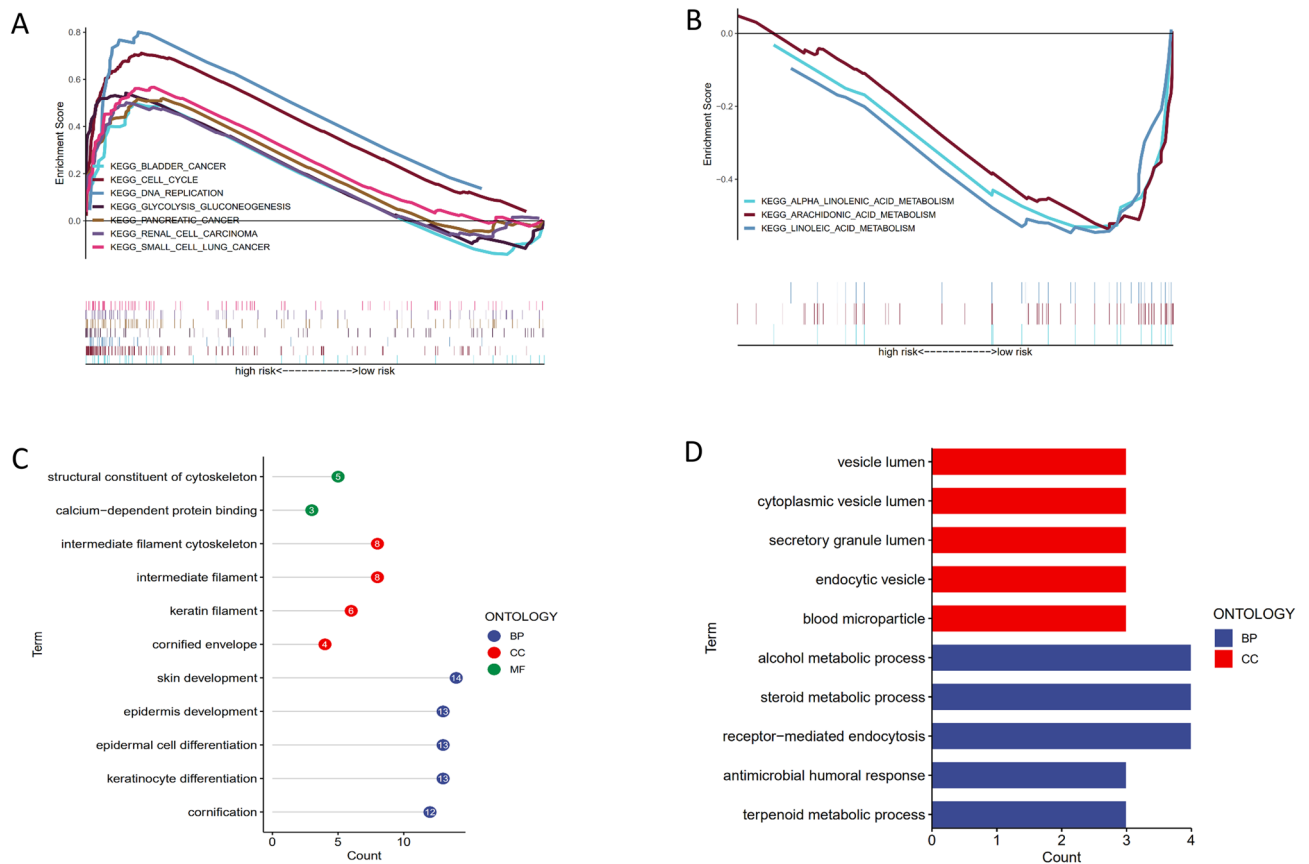 A
Enrichment Score
0.8
0.6
0.4
0.2
0.0
KEGG_BLADDER_CANCER
KEGG_CELL_CYCLE
KEGG_DNA_REPLICATION
KEGG_GLYCOLYSIS_GLUCONEOGENESIS
KEGG_PANCREATIC_CANCER
KEGG_RENAL_CELL_CARCINOMA
KEGG_SMALL_CELL_LUNG_CANCER
high risk<----------->low risk
B
Enrichment Score
0.0
−0.2
−0.4
KEGG_ALPHA_LINOLENIC_ACID_METABOLISM
KEGG_ARACHIDONIC_ACID_METABOLISM
KEGG_LINOLEIC_ACID_METABOLISM
high risk<----------->low risk
C
Term
structural constituent of cytoskeleton
5
calcium−dependent protein binding
3
intermediate filament cytoskeleton
8
intermediate filament
8
keratin filament
6
cornified envelope
4
skin development
14
epidermis development
13
epidermal cell differentiation
13
keratinocyte differentiation
13
cornification
12
0 5 10
Count
ONTOLOGY
BP
CC
MF
D
Term
vesicle lumen
cytoplasmic vesicle lumen
secretory granule lumen
endocytic vesicle
blood microparticle
alcohol metabolic process
steroid metabolic process
receptor−mediated endocytosis
antimicrobial humoral response
terpenoid metabolic process
0 1 2 3 4
Count
ONTOLOGY
BP
CC